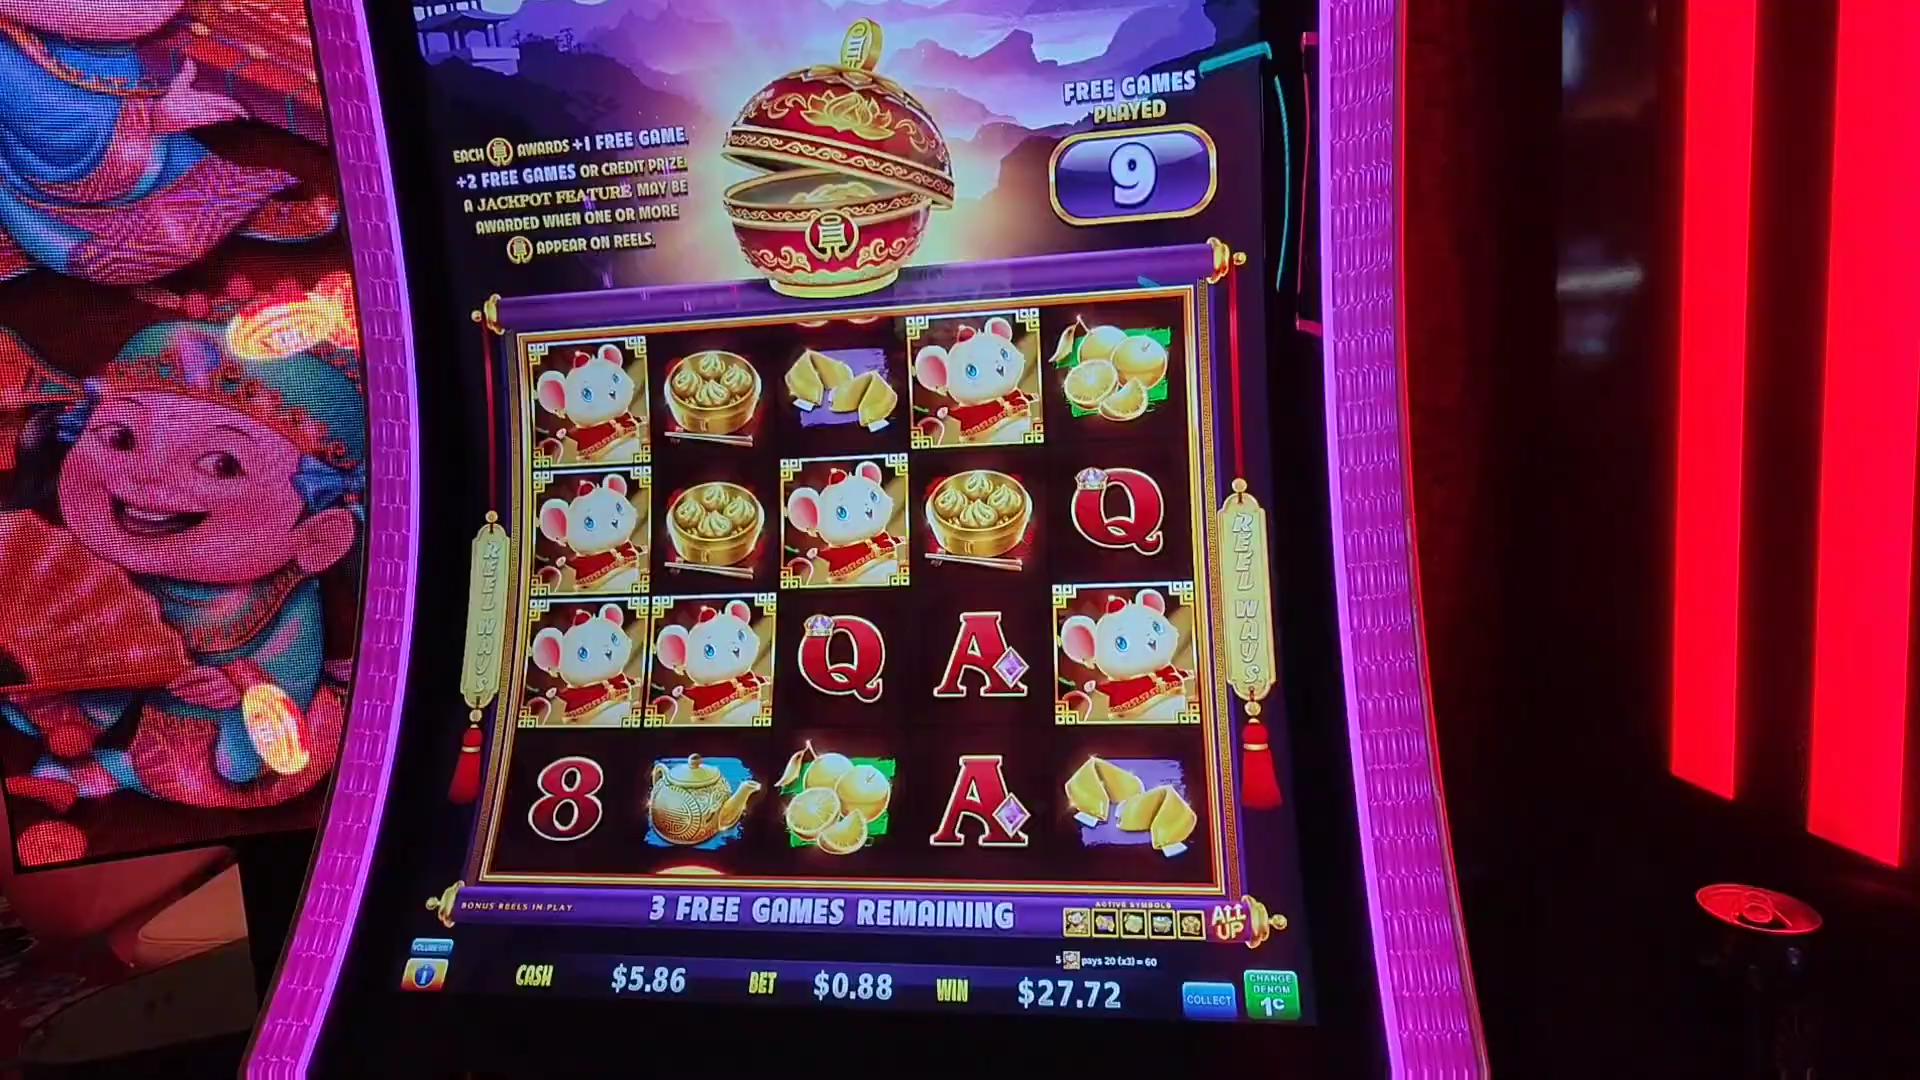 FREE GAMES
PLAYED
9
EACH AWARDS +1 FREE GAME,
+2 FREE GAMES OR CREDIT PRIZE.
A JACKPOT FEATURE MAY BE
AWARDED WHEN ONE OR MORE
APPEAR ON REELS.
REEL WAYS
REEL WAYS
Q
Q
A
8
A
BONUS REELS IN PLAY.
3 FREE GAMES REMAINING
ACTIVE SYMBOLS
ALL
UP
5 pays 20 (x3) = 60
VOLUME
CASH
$5.86
BET
$0.88
WIN
$27.72
COLLECT
CHANGE
DENOM
1¢